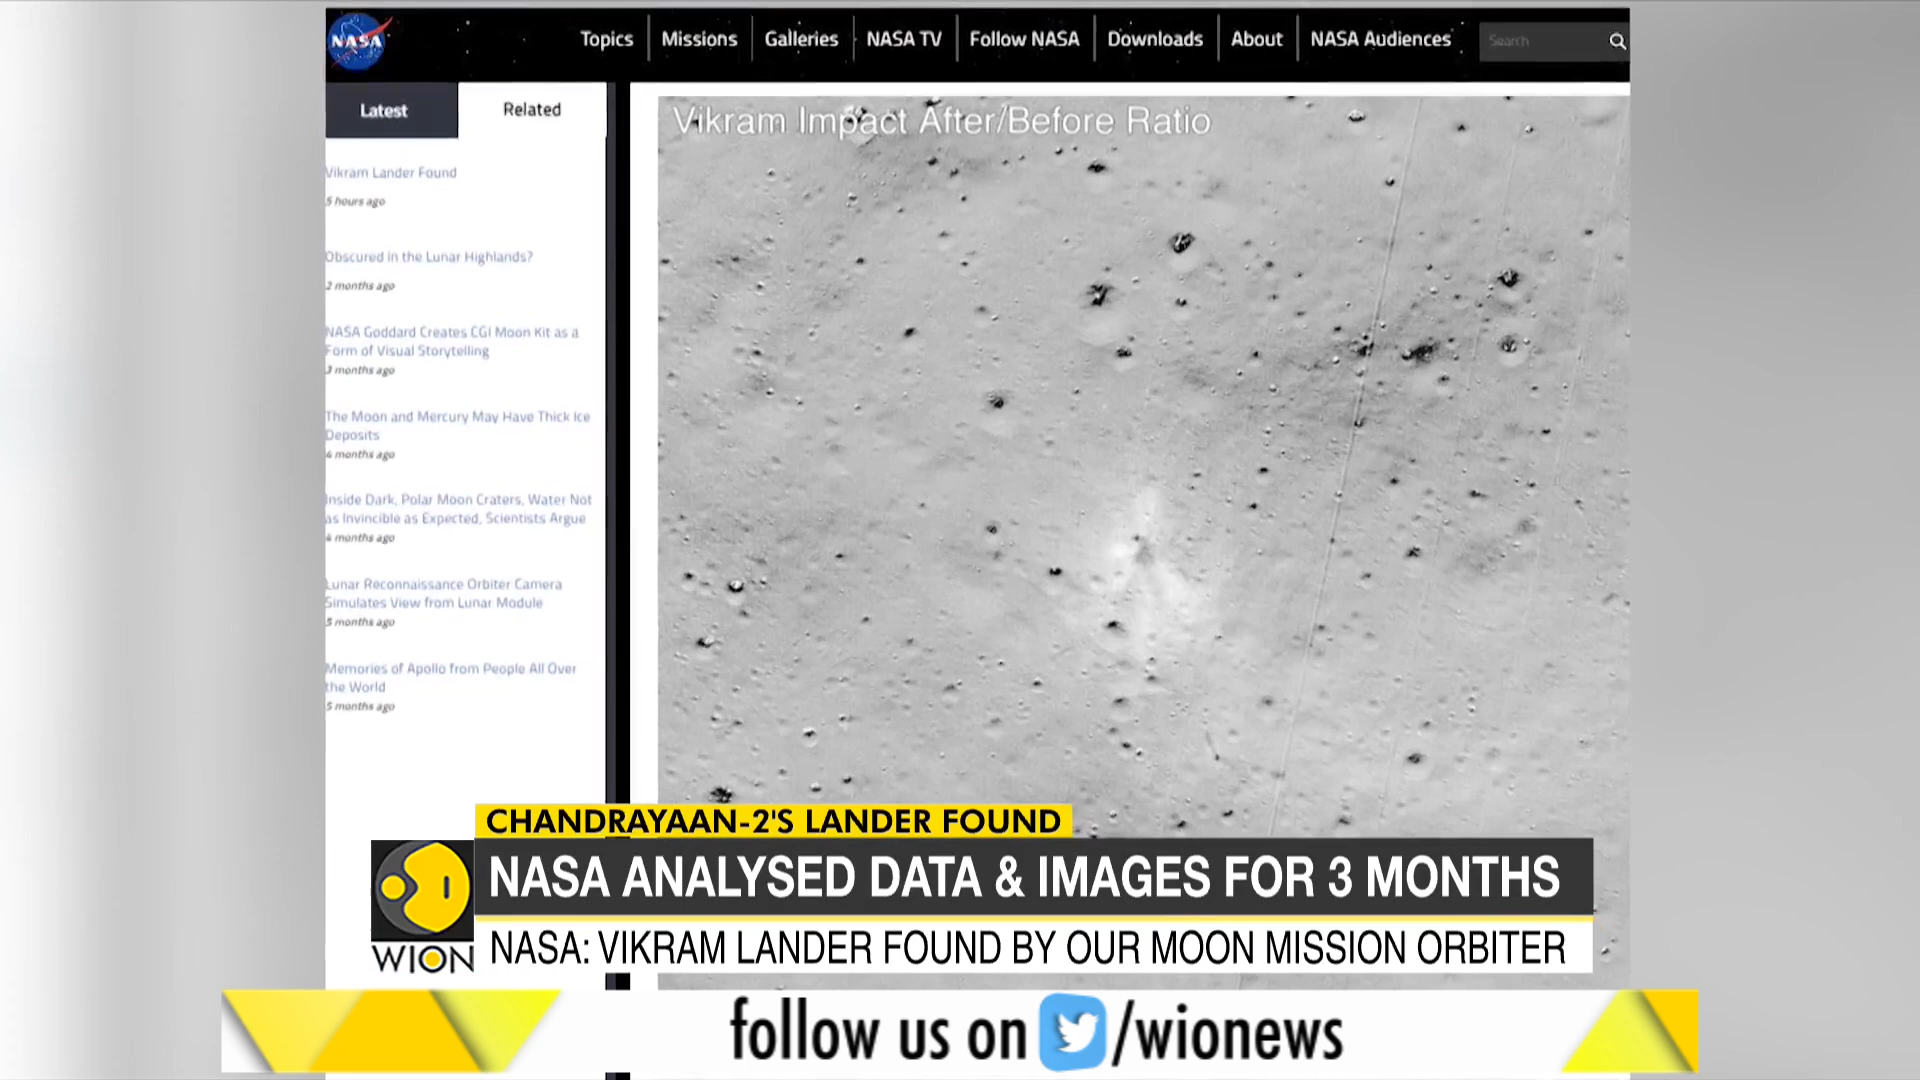 NASA
Topics
Missions
Galleries
NASA TV
Follow NASA
Downloads
About
NASA Audiences
Search
Latest
Related
Vikram Lander Found
5 hours ago
Obscured in the Lunar Highlands?
2 months ago
NASA Goddard Creates CGI Moon Kit as a
Form of Visual Storytelling
3 months ago
The Moon and Mercury May Have Thick Ice
Deposits
4 months ago
Inside Dark, Polar Moon Craters, Water Not
as Invincible as Expected, Scientists Argue
4 months ago
Lunar Reconnaissance Orbiter Camera
Simulates View from Lunar Module
5 months ago
Memories of Apollo from People All Over
the World
5 months ago
Vikram Impact After/Before Ratio
CHANDRAYAAN-2'S LANDER FOUND
NASA ANALYSED DATA & IMAGES FOR 3 MONTHS
NASA: VIKRAM LANDER FOUND BY OUR MOON MISSION ORBITER
WION
follow us on /wionews